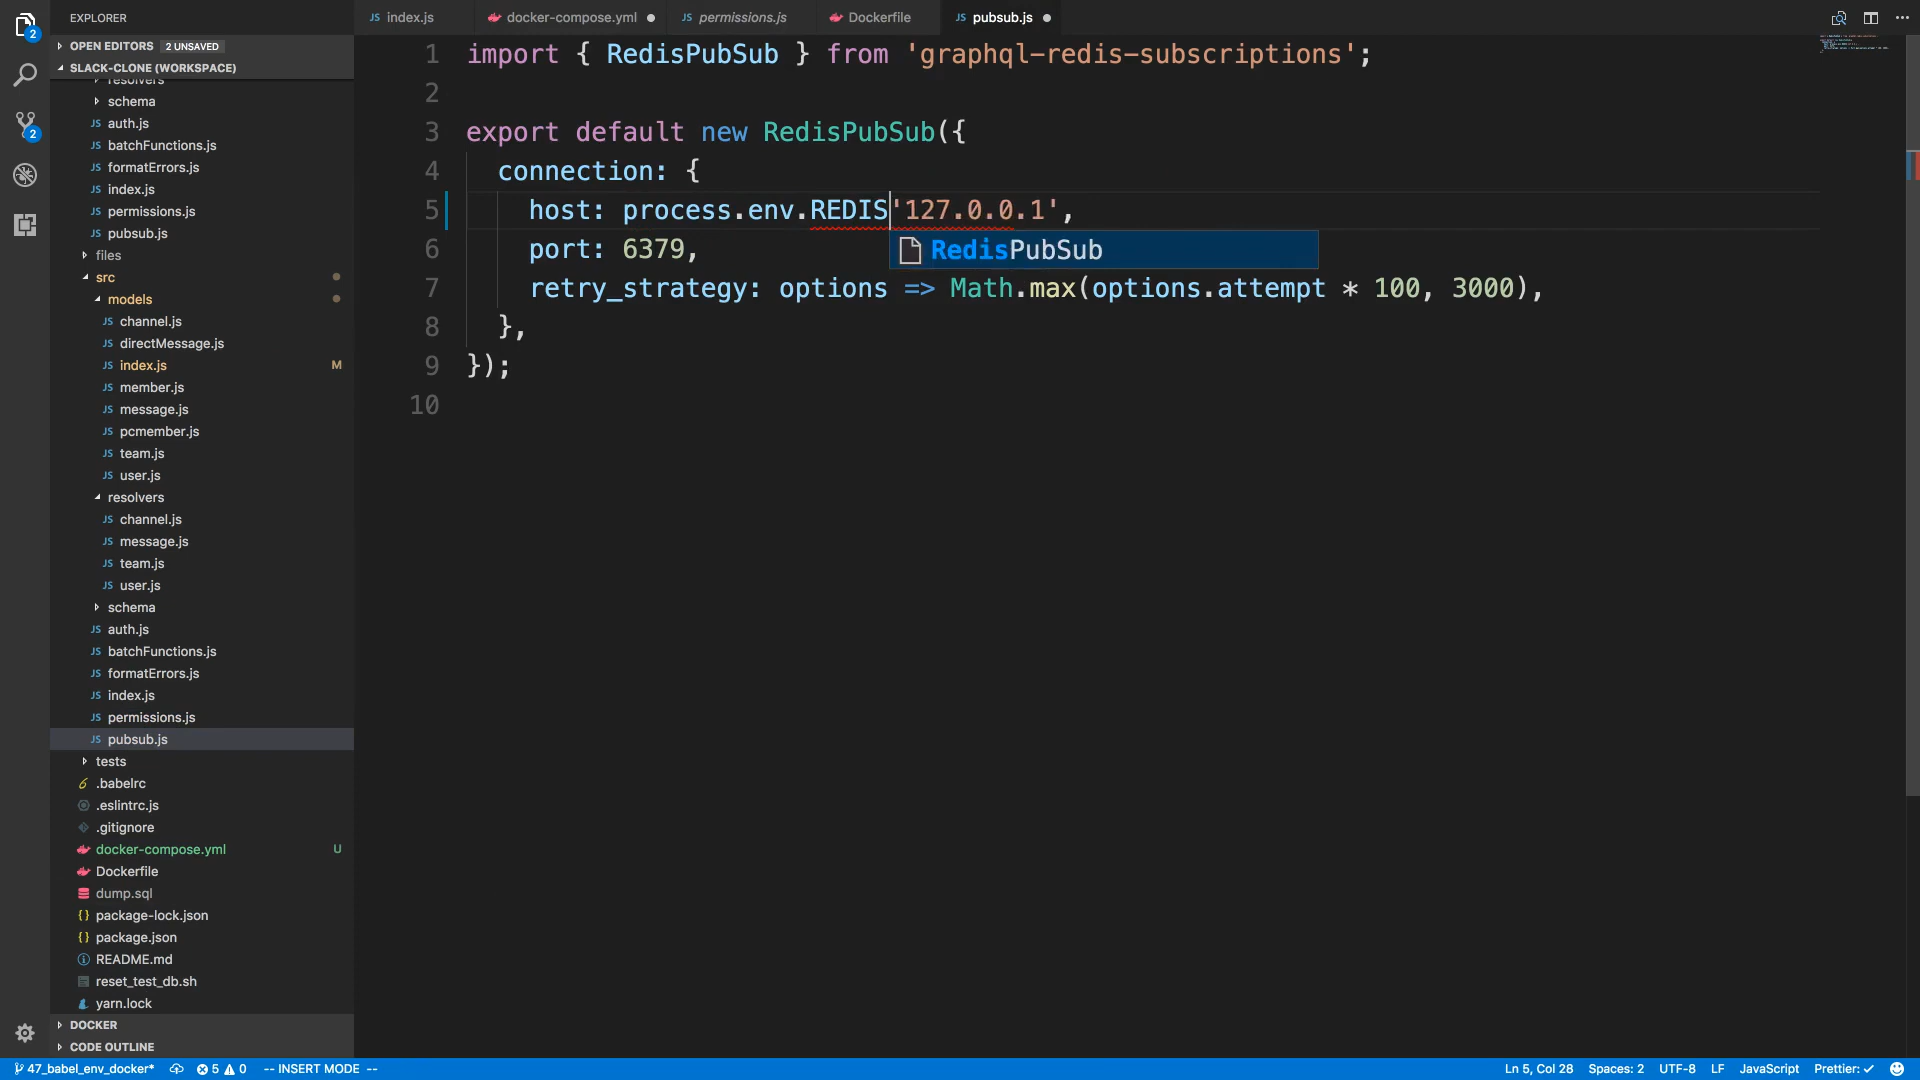 EXPLORER
index.js
docker-compose.yml
permissions.js
Dockerfile
pubsub.js
2
OPEN EDITORS 2 UNSAVED
SLACK-CLONE (WORKSPACE)
resolvers
schema
auth.js
batchFunctions.js
formatErrors.js
index.js
permissions.js
pubsub.js
files
src
models
channel.js
directMessage.js
index.js M
member.js
message.js
pcmember.js
team.js
user.js
resolvers
channel.js
message.js
team.js
user.js
schema
auth.js
batchFunctions.js
formatErrors.js
index.js
permissions.js
pubsub.js
tests
.babelrc
.eslintrc.js
.gitignore
docker-compose.yml U
Dockerfile
dump.sql
package-lock.json
package.json
README.md
reset_test_db.sh
yarn.lock
DOCKER
CODE OUTLINE
2
1 import { RedisPubSub } from 'graphql-redis-subscriptions';
2
3 export default new RedisPubSub({
4 connection: {
5 host: process.env.REDIS'127.0.0.1',
6 port: 6379,
RedisPubSub
7 retry_strategy: options => Math.max(options.attempt * 100, 3000),
8 },
9 });
10
47_babel_env_docker* 5 0 -- INSERT MODE -- Ln 5, Col 28 Spaces: 2 UTF-8 LF JavaScript Prettier: ✓